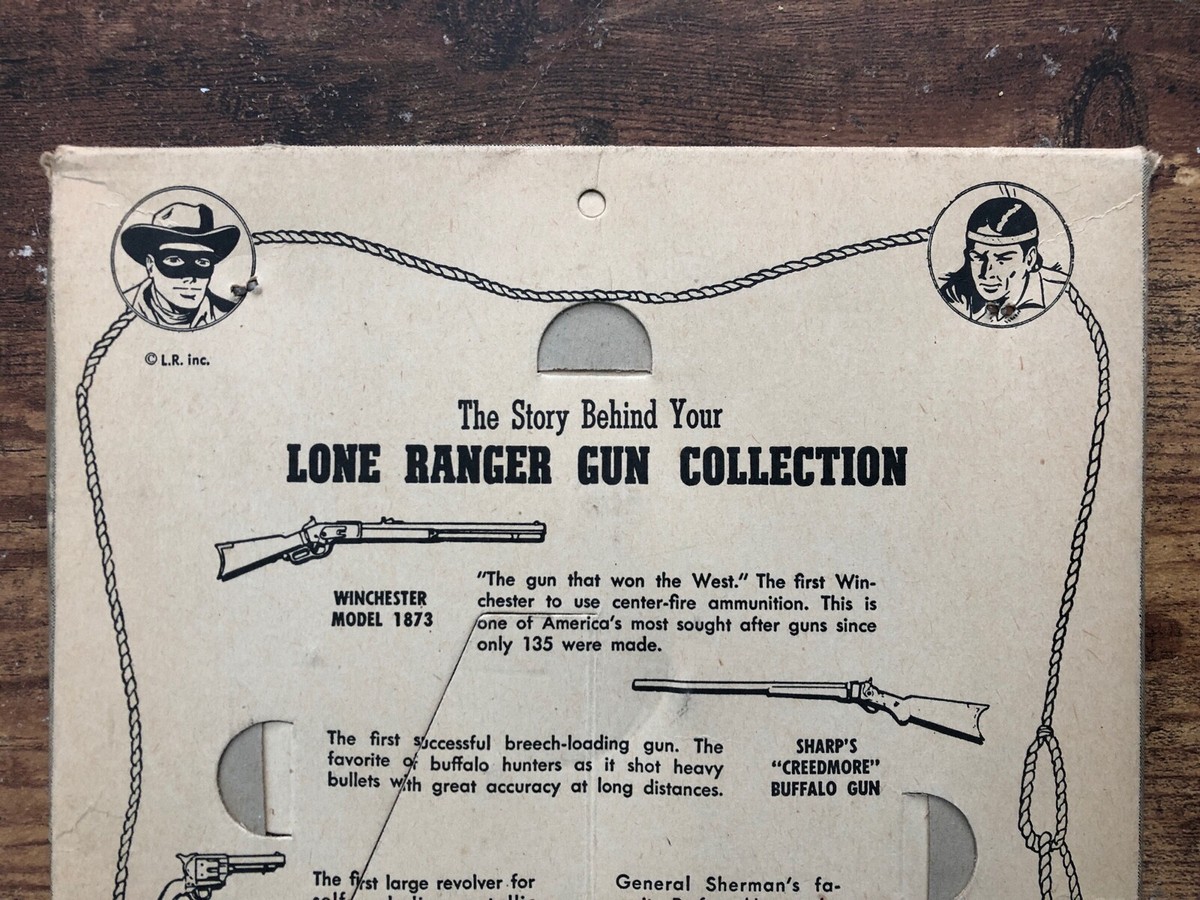 © L.R. inc.
The Story Behind Your
LONE RANGER GUN COLLECTION
WINCHESTER
MODEL 1873
"The gun that won the West." The first Win-
chester to use center-fire ammunition. This is
one of America's most sought after guns since
only 135 were made.
The first successful breech-loading gun. The
favorite of buffalo hunters as it shot heavy
bullets with great accuracy at long distances.
SHARP'S
"CREEDMORE"
BUFFALO GUN
The first large revolver for
General Sherman's fa-